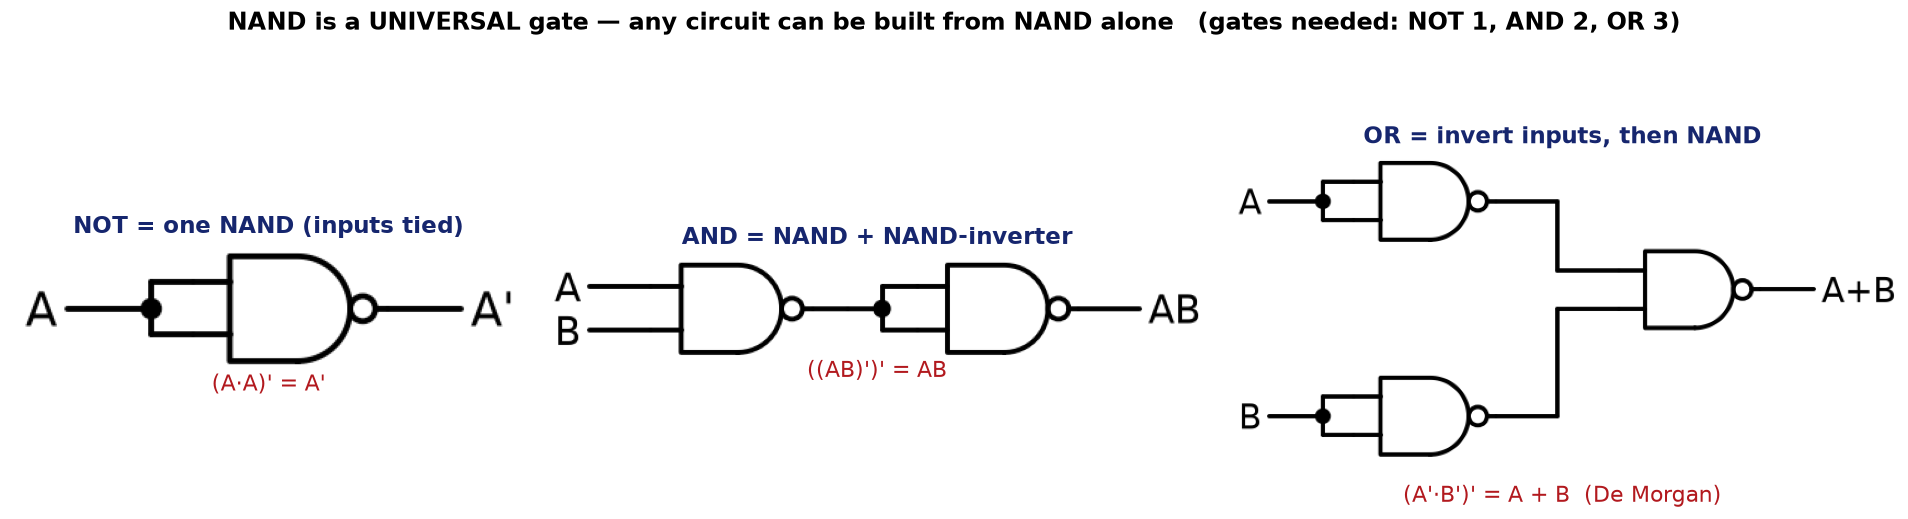 NAND is a UNIVERSAL gate — any circuit can be built from NAND alone   (gates needed: NOT 1, AND 2, OR 3)
NOT = one NAND (inputs tied)
A
A'
(A·A)' = A'
AND = NAND + NAND-inverter
A
B
AB
((AB)')' = AB
OR = invert inputs, then NAND
A
B
A+B
(A'·B')' = A + B  (De Morgan)